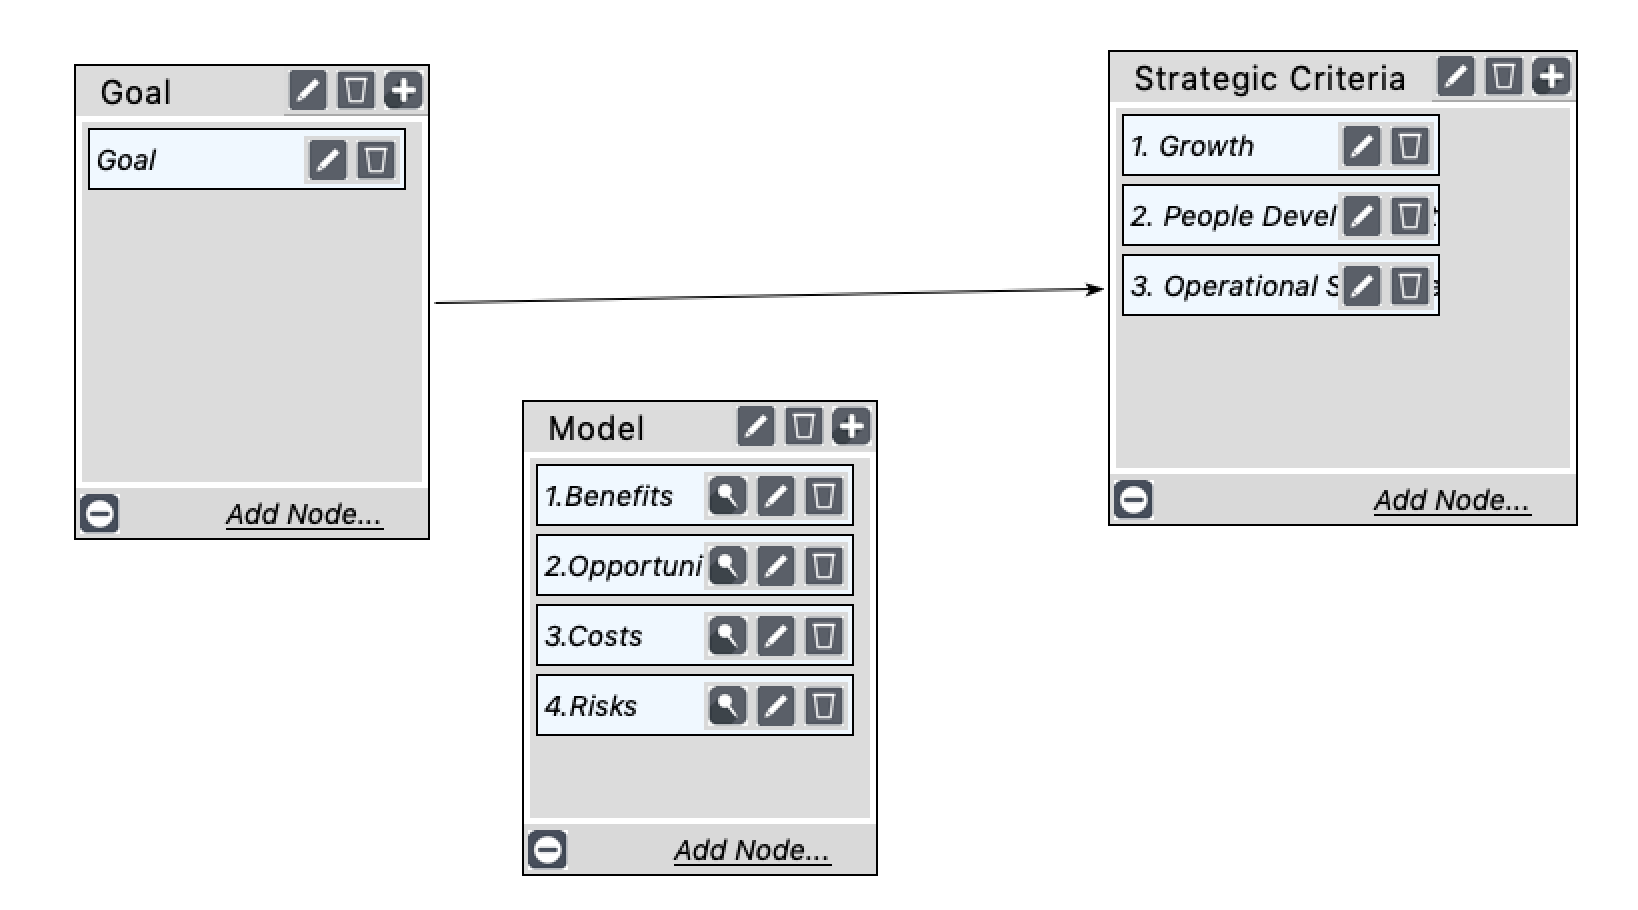 Goal
Goal
Add Node...
Strategic Criteria
1. Growth
2. People Devel
3. Operational S
Add Node...
Model
1.Benefits
2.Opportuni
3.Costs
4.Risks
Add Node...